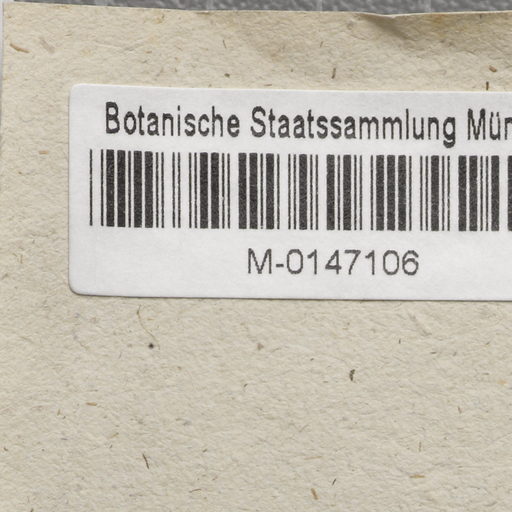 Botanische Staatssammlung Mün
M-0147106